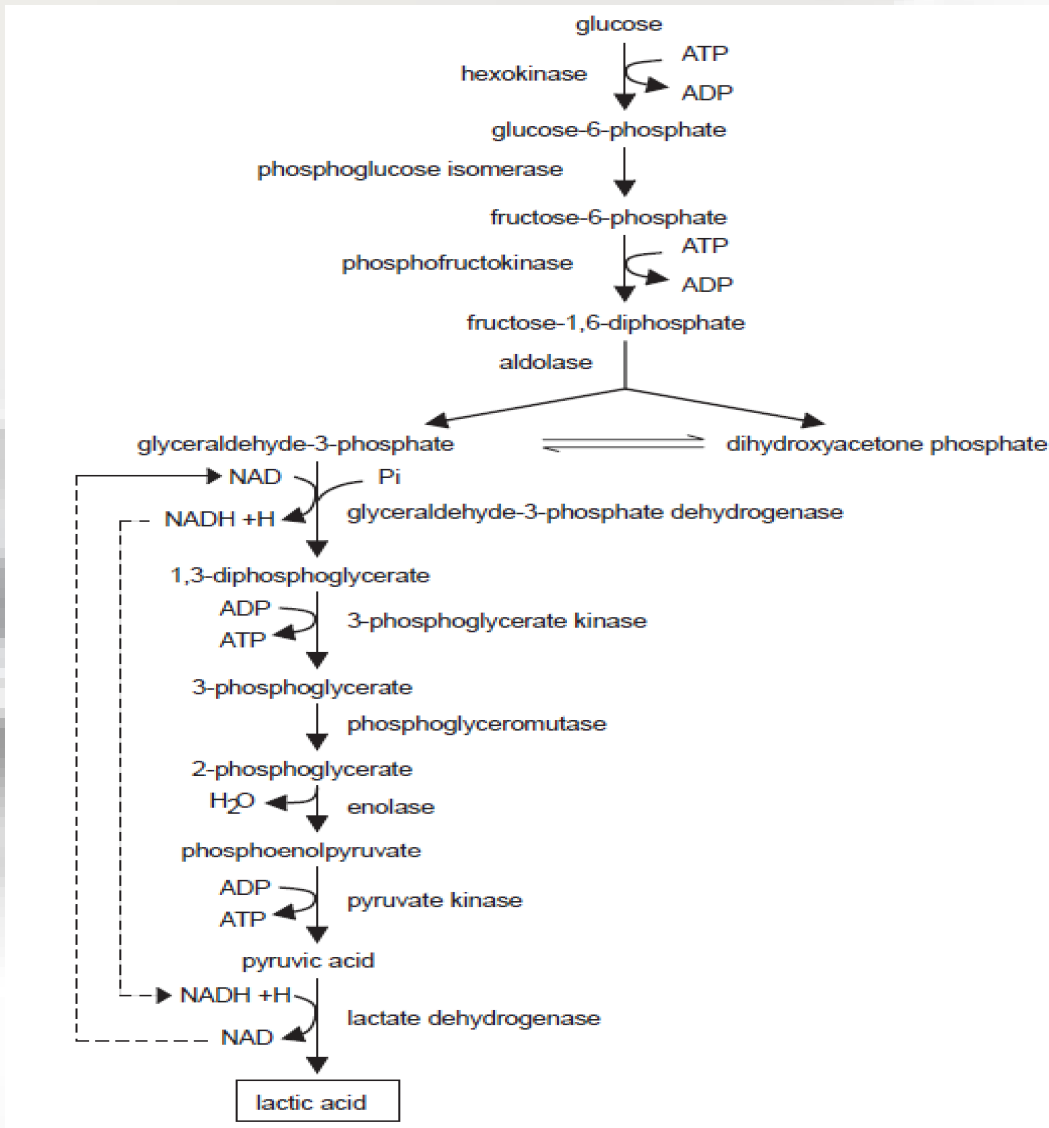 glucose
ATP
hexokinase
ADP
glucose-6-phosphate
phosphoglucose isomerase
fructose-6-phosphate
ATP
phosphofructokinase
ADP
fructose-1,6-diphosphate
aldolase
glyceraldehyde-3-phosphate
dihydroxyacetone phosphate
NAD
Pi
NADH +H
glyceraldehyde-3-phosphate dehydrogenase
1,3-diphosphoglycerate
ADP
3-phosphoglycerate kinase
ATP
3-phosphoglycerate
phosphoglyceromutase
2-phosphoglycerate
H2O
enolase
phosphoenolpyruvate
ADP
pyruvate kinase
ATP
pyruvic acid
NADH +H
lactate dehydrogenase
NAD
lactic acid